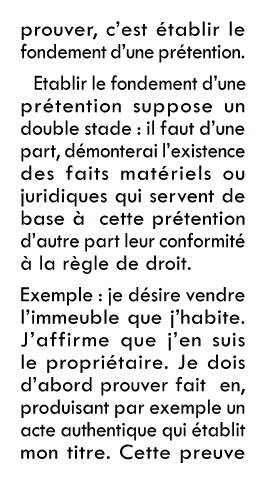 prouver, c'est établir le
fondement d'une prétention.
Etablir le fondement d'une
prétention suppose un
double stade : il faut d'une
part, démonterai l'existence
des faits matériels ou
juridiques qui servent de
base à cette prétention
d'autre part leur conformité
à la règle de droit.
Exemple : je désire vendre
l'immeuble que j'habite.
J'affirme que j'en suis
le propriétaire. Je dois
d'abord prouver fait en,
produisant par exemple un
acte authentique qui établit
mon titre. Cette preuve